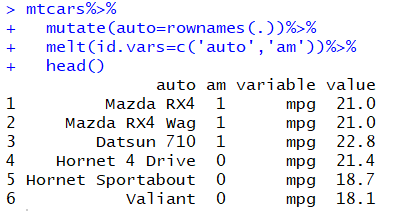 > mtcars%>%
+   mutate(auto=rownames(.))%>%
+   melt(id.vars=c('auto','am'))%>%
+   head()
               auto am variable value
1         Mazda RX4  1      mpg  21.0
2     Mazda RX4 Wag  1      mpg  21.0
3        Datsun 710  1      mpg  22.8
4    Hornet 4 Drive  0      mpg  21.4
5 Hornet Sportabout  0      mpg  18.7
6           Valiant  0      mpg  18.1